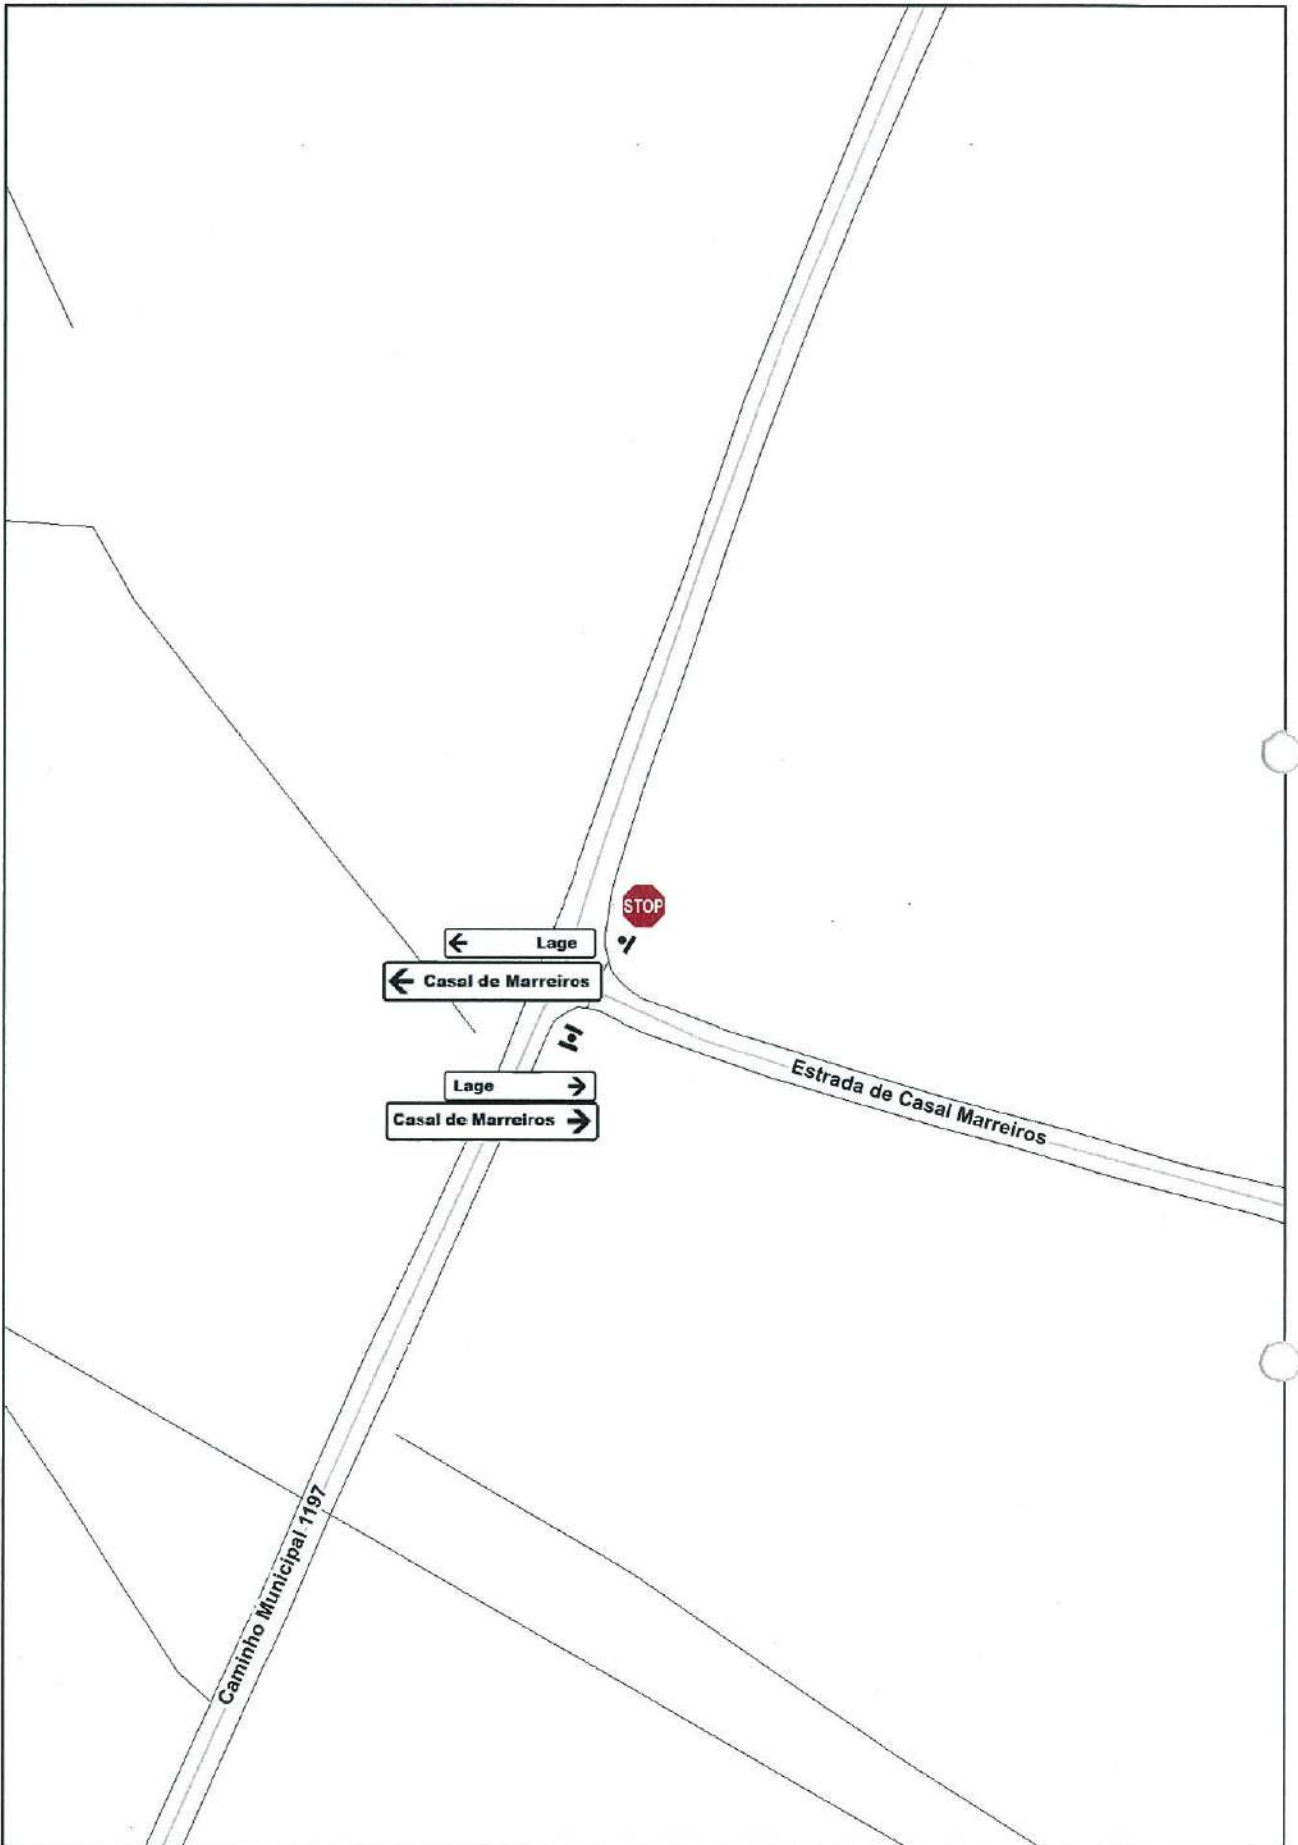 STOP
Lage
Casal de Marreiros
Lage
Casal de Marreiros
Estrada de Casal Marreiros
Caminho Municipal 1197